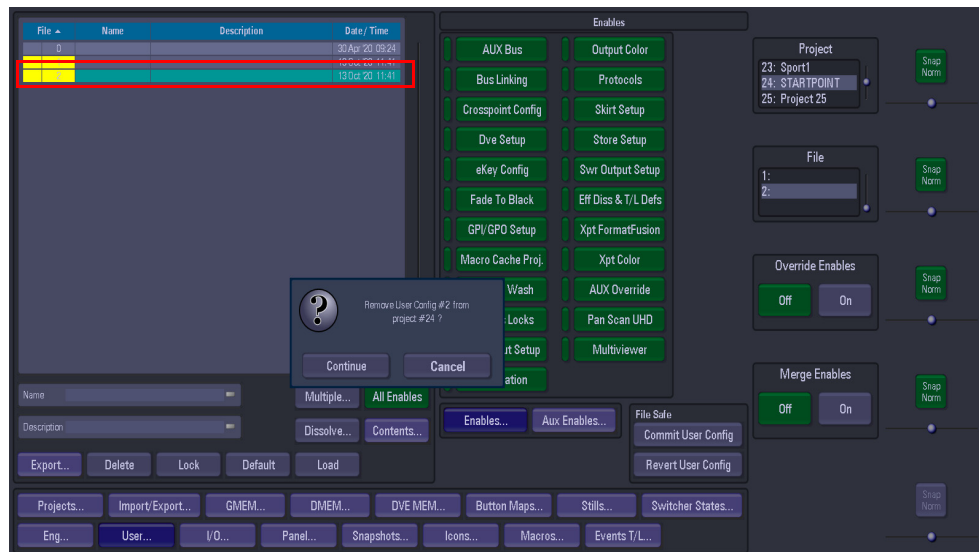 Enables
File Name Description Date / Time
0 30 Apr '20 09:24
13 Oct '20 11:41
2 13 Oct '20 11:41
AUX Bus Output Color
Bus Linking Protocols
Crosspoint Config Skirt Setup
Dve Setup Store Setup
eKey Config Swr Output Setup
Fade To Black Eff Diss & T/L Defs
GPI/GPO Setup Xpt FormatFusion
Macro Cache Proj. Xpt Color
Wash AUX Override
Locks Pan Scan UHD
ut Setup Multiviewer
ation
Project
23: Sport1
24: STARTPOINT
25: Project 25
Snap
Norm
File
1:
2:
Snap
Norm
Override Enables
Off On
Snap
Norm
Merge Enables
Off On
Snap
Norm
Snap
Norm
?
Remove User Config #2 from
project #24 ?
Continue Cancel
Name
Multiple... All Enables
Description
Dissolve... Contents...
Export... Delete Lock Default Load
Enables... Aux Enables...
File Safe
Commit User Config
Revert User Config
Projects... Import/Export... GMEM... DMEM... DVE MEM... Button Maps... Stills... Switcher States...
Eng... User... I/O... Panel... Snapshots... Icons... Macros... Events T/L...